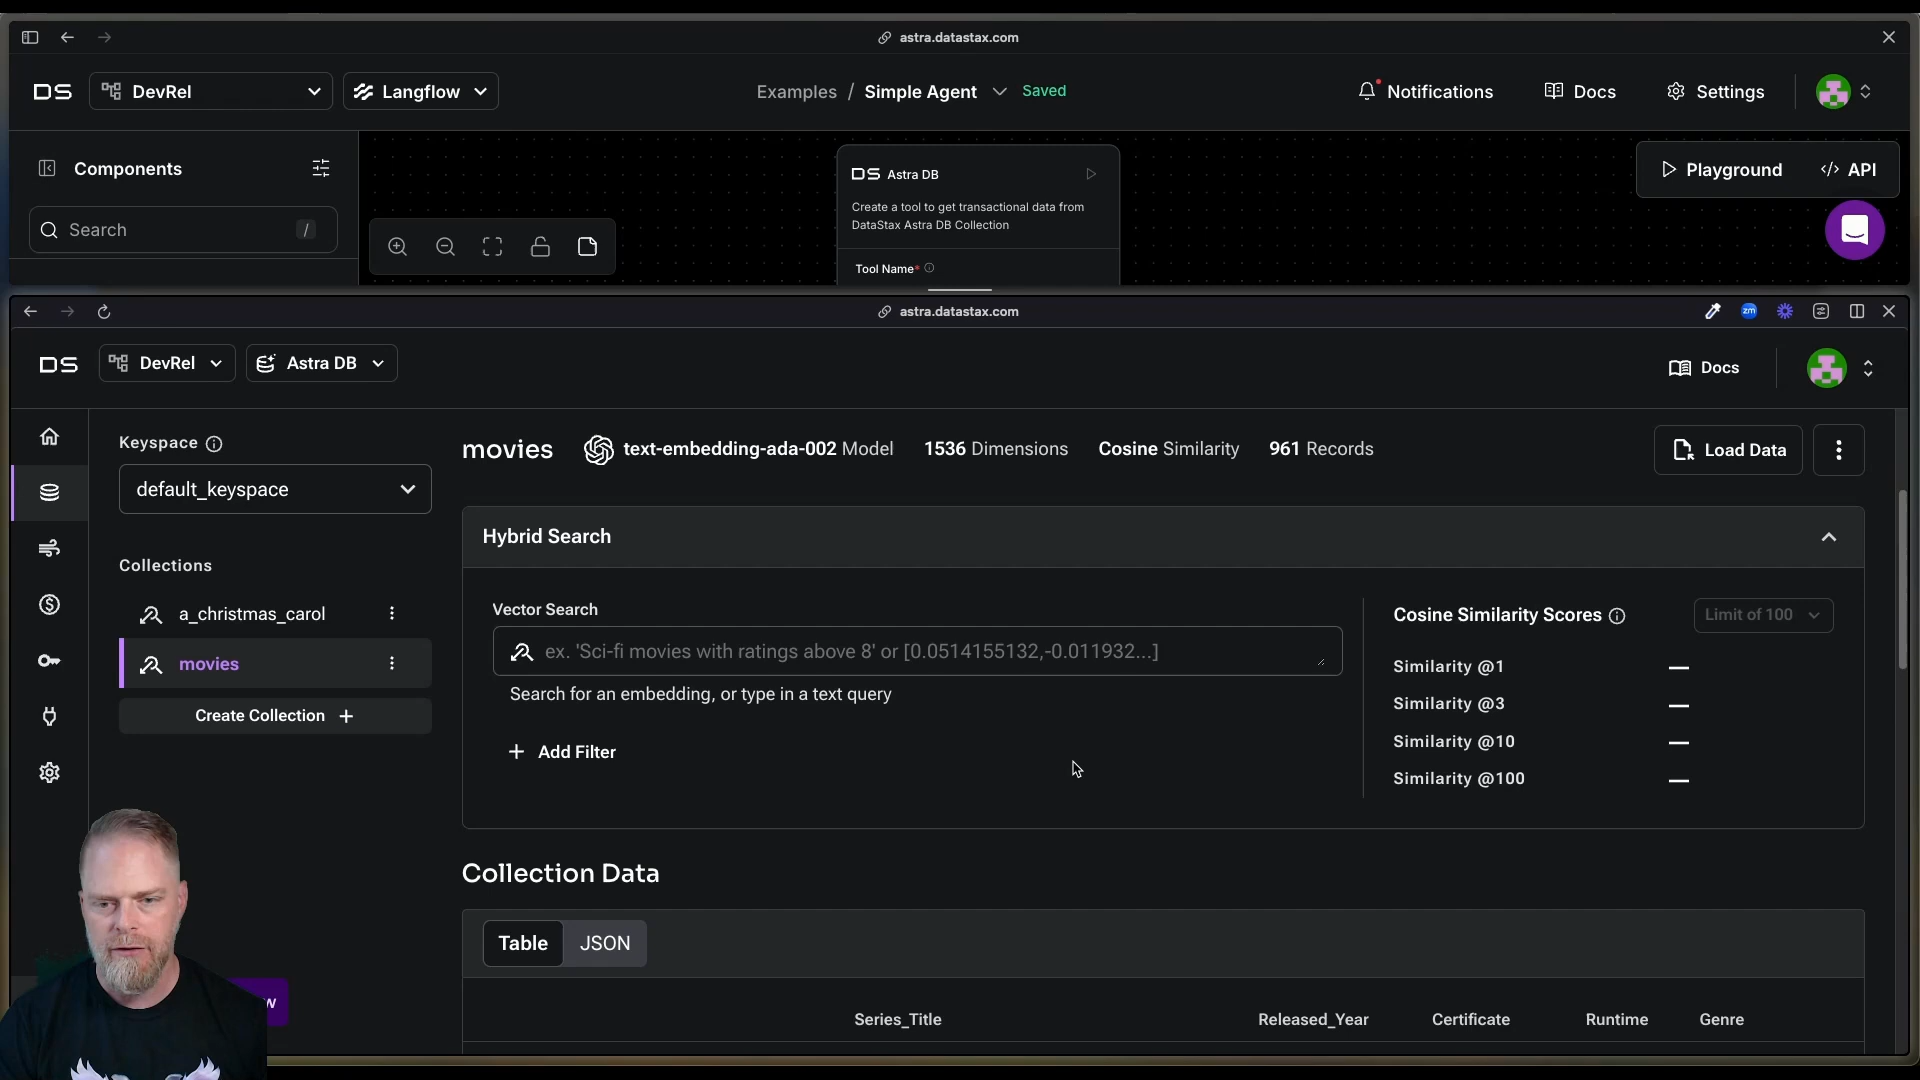 astra.datastax.com
DS
DevRel
Langflow
Examples / Simple Agent
Saved
Notifications
Docs
Settings
Components
Search /
DS Astra DB
Create a tool to get transactional data from
DataStax Astra DB Collection
Tool Name*
Playground
</> API
astra.datastax.com
zm
DS
DevRel
Astra DB
Docs
Keyspace
default_keyspace
Collections
a_christmas_carol
movies
Create Collection +
movies
text-embedding-ada-002 Model
1536 Dimensions
Cosine Similarity
961 Records
Load Data
Hybrid Search
Vector Search
ex. 'Sci-fi movies with ratings above 8' or [0.0514155132,-0.011932...]
Search for an embedding, or type in a text query
+ Add Filter
Cosine Similarity Scores
Limit of 100
Similarity @1 —
Similarity @3 —
Similarity @10 —
Similarity @100 —
Collection Data
Table
JSON
Series_Title
Released_Year
Certificate
Runtime
Genre